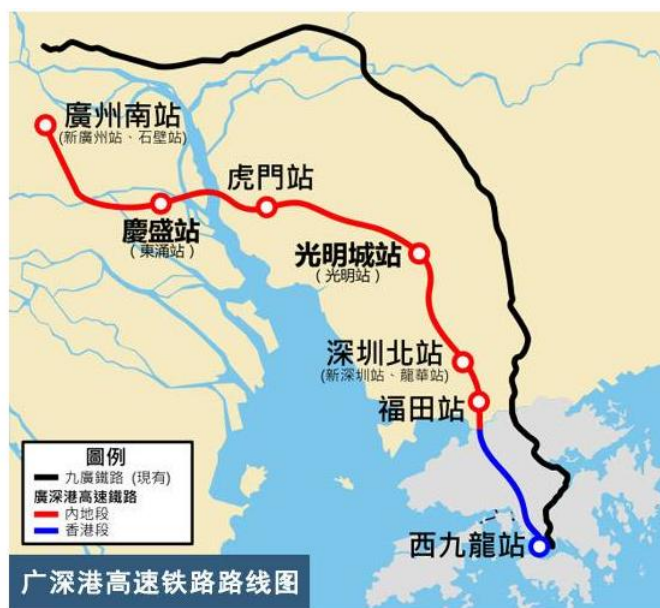 廣州南站
(新廣州站、石壁站)
虎門站
慶盛站
(東涌站)
光明城站
(光明站)
深圳北站
(新深圳站、龍華站)
福田站
圖例
九廣鐵路 (現有)
廣深港高速鐵路
內地段
香港段
西九龍站
广深港高速铁路路线图